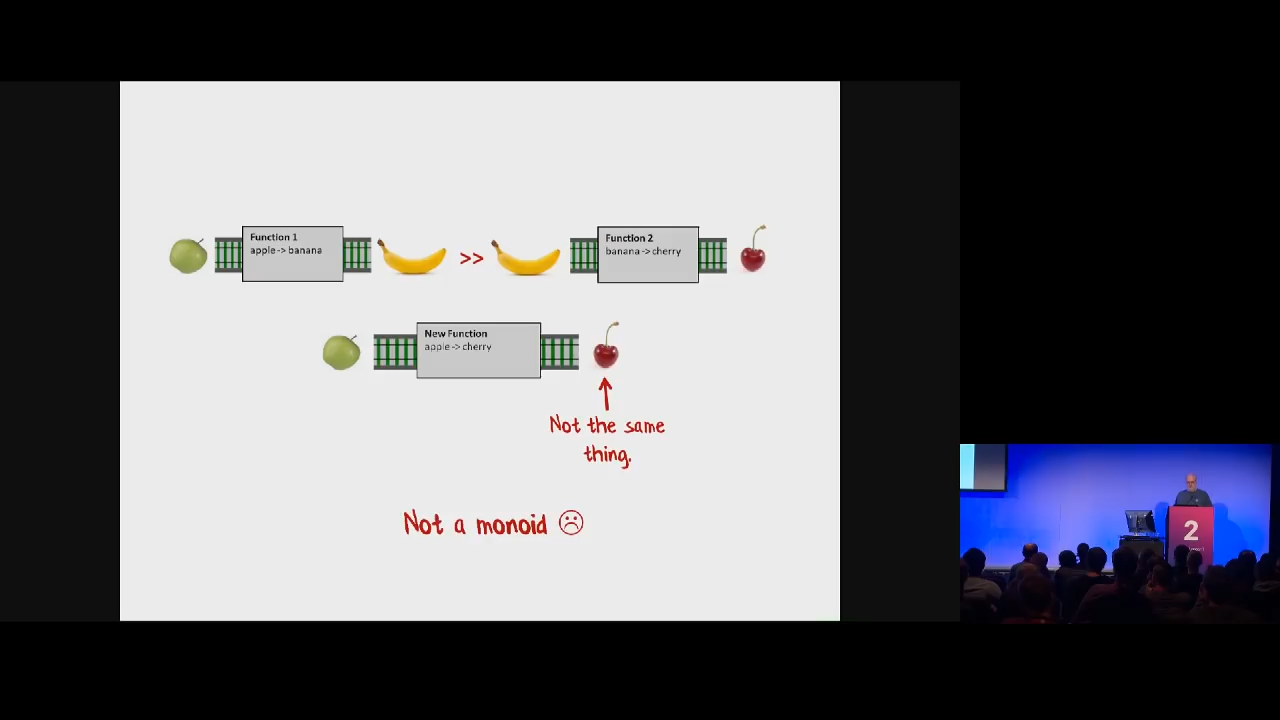 Function 1
apple -> banana
>>
Function 2
banana -> cherry
New Function
apple -> cherry
Not the same
thing.
Not a monoid ☹
2